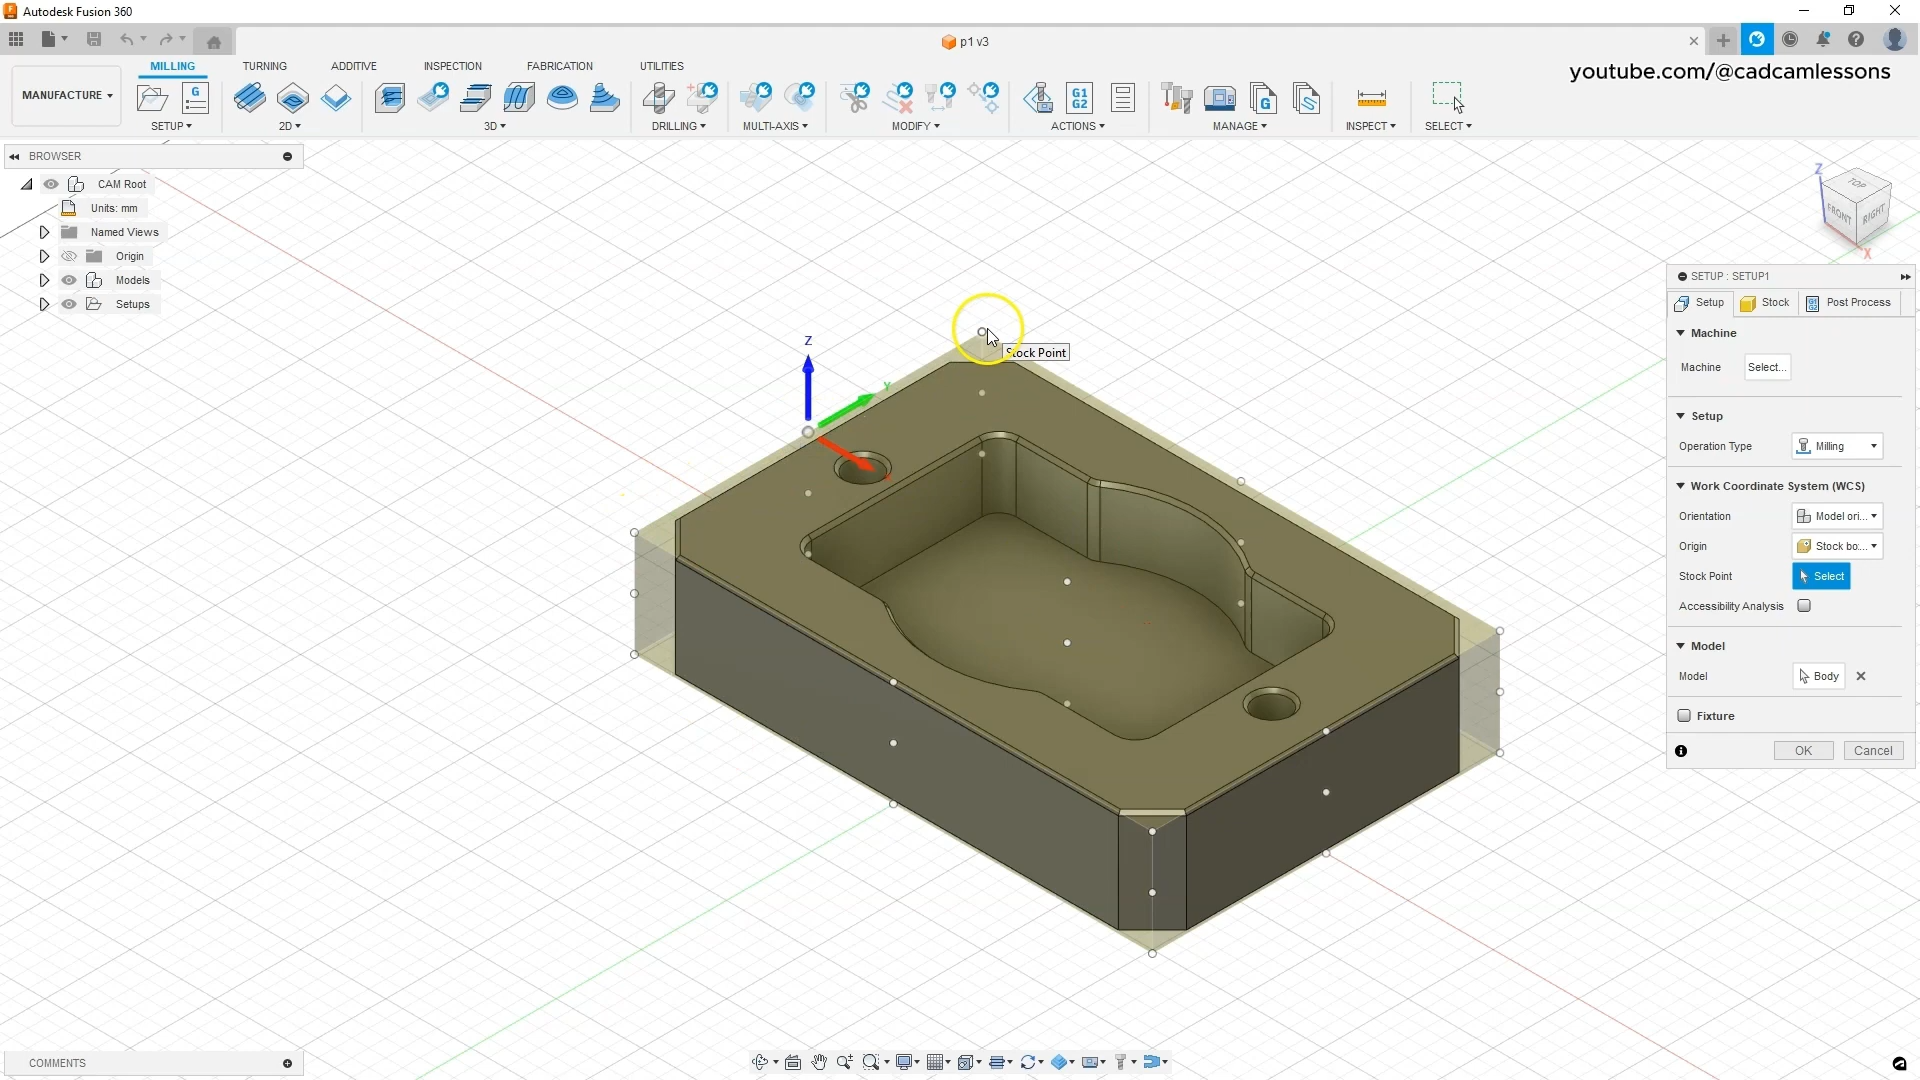 Autodesk Fusion 360
p1 v3
MILLING TURNING ADDITIVE INSPECTION FABRICATION UTILITIES
youtube.com/@cadcamlessons
MANUFACTURE
G
G1
G2
G
SETUP 2D 3D DRILLING MULTI-AXIS MODIFY ACTIONS MANAGE INSPECT SELECT
BROWSER
CAM Root
Units: mm
Named Views
Origin
Models
Setups
Z
TOP
FRONT
RIGHT
X
SETUP : SETUP1
Setup Stock Post Process
Machine
Machine Select...
Setup
Operation Type Milling
Work Coordinate System (WCS)
Orientation Model ori...
Origin Stock bo...
Stock Point Select
Accessibility Analysis
Model
Model Body
Fixture
OK Cancel
Z
Y
Stock Point
COMMENTS